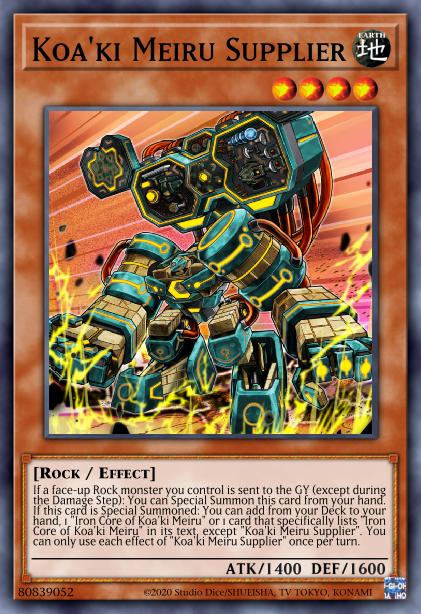 Koa'ki Meiru Supplier
EARTH
地
[Rock / Effect]
If a face-up Rock monster you control is sent to the GY (except during
the Damage Step): You can Special Summon this card from your hand.
If this card is Special Summoned: You can add from your Deck to your
hand, 1 "Iron Core of Koa'ki Meiru" or 1 card that specifically lists "Iron
Core of Koa'ki Meiru" in its text, except "Koa'ki Meiru Supplier". You
can only use each effect of "Koa'ki Meiru Supplier" once per turn.
ATK/1400 DEF/1600
80839052 ©2020 Studio Dice/SHUEISHA, TV TOKYO, KONAMI